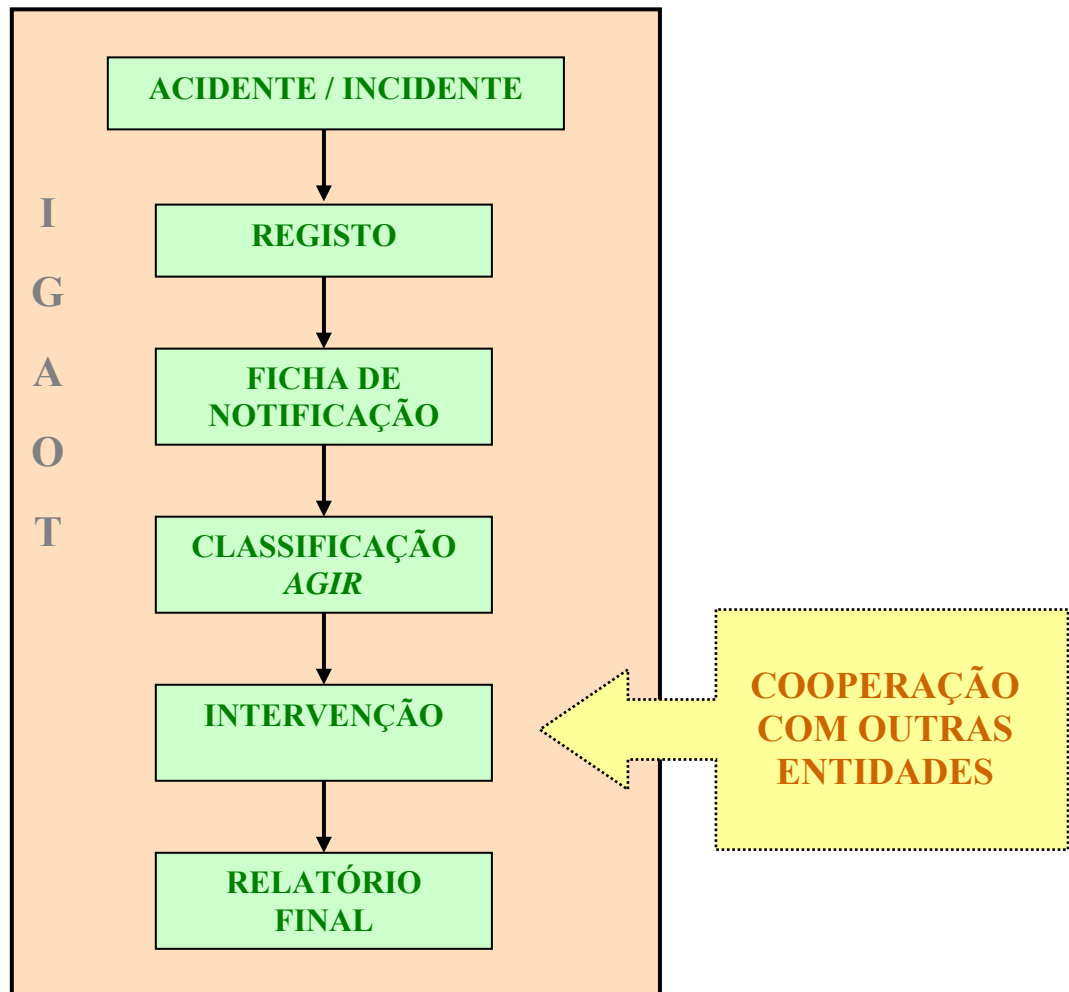 ACIDENTE / INCIDENTE
I
G
A
O
T
REGISTO
FICHA DE
NOTIFICAÇÃO
CLASSIFICAÇÃO
AGIR
INTERVENÇÃO
COOPERAÇÃO
COM OUTRAS
ENTIDADES
RELATÓRIO
FINAL